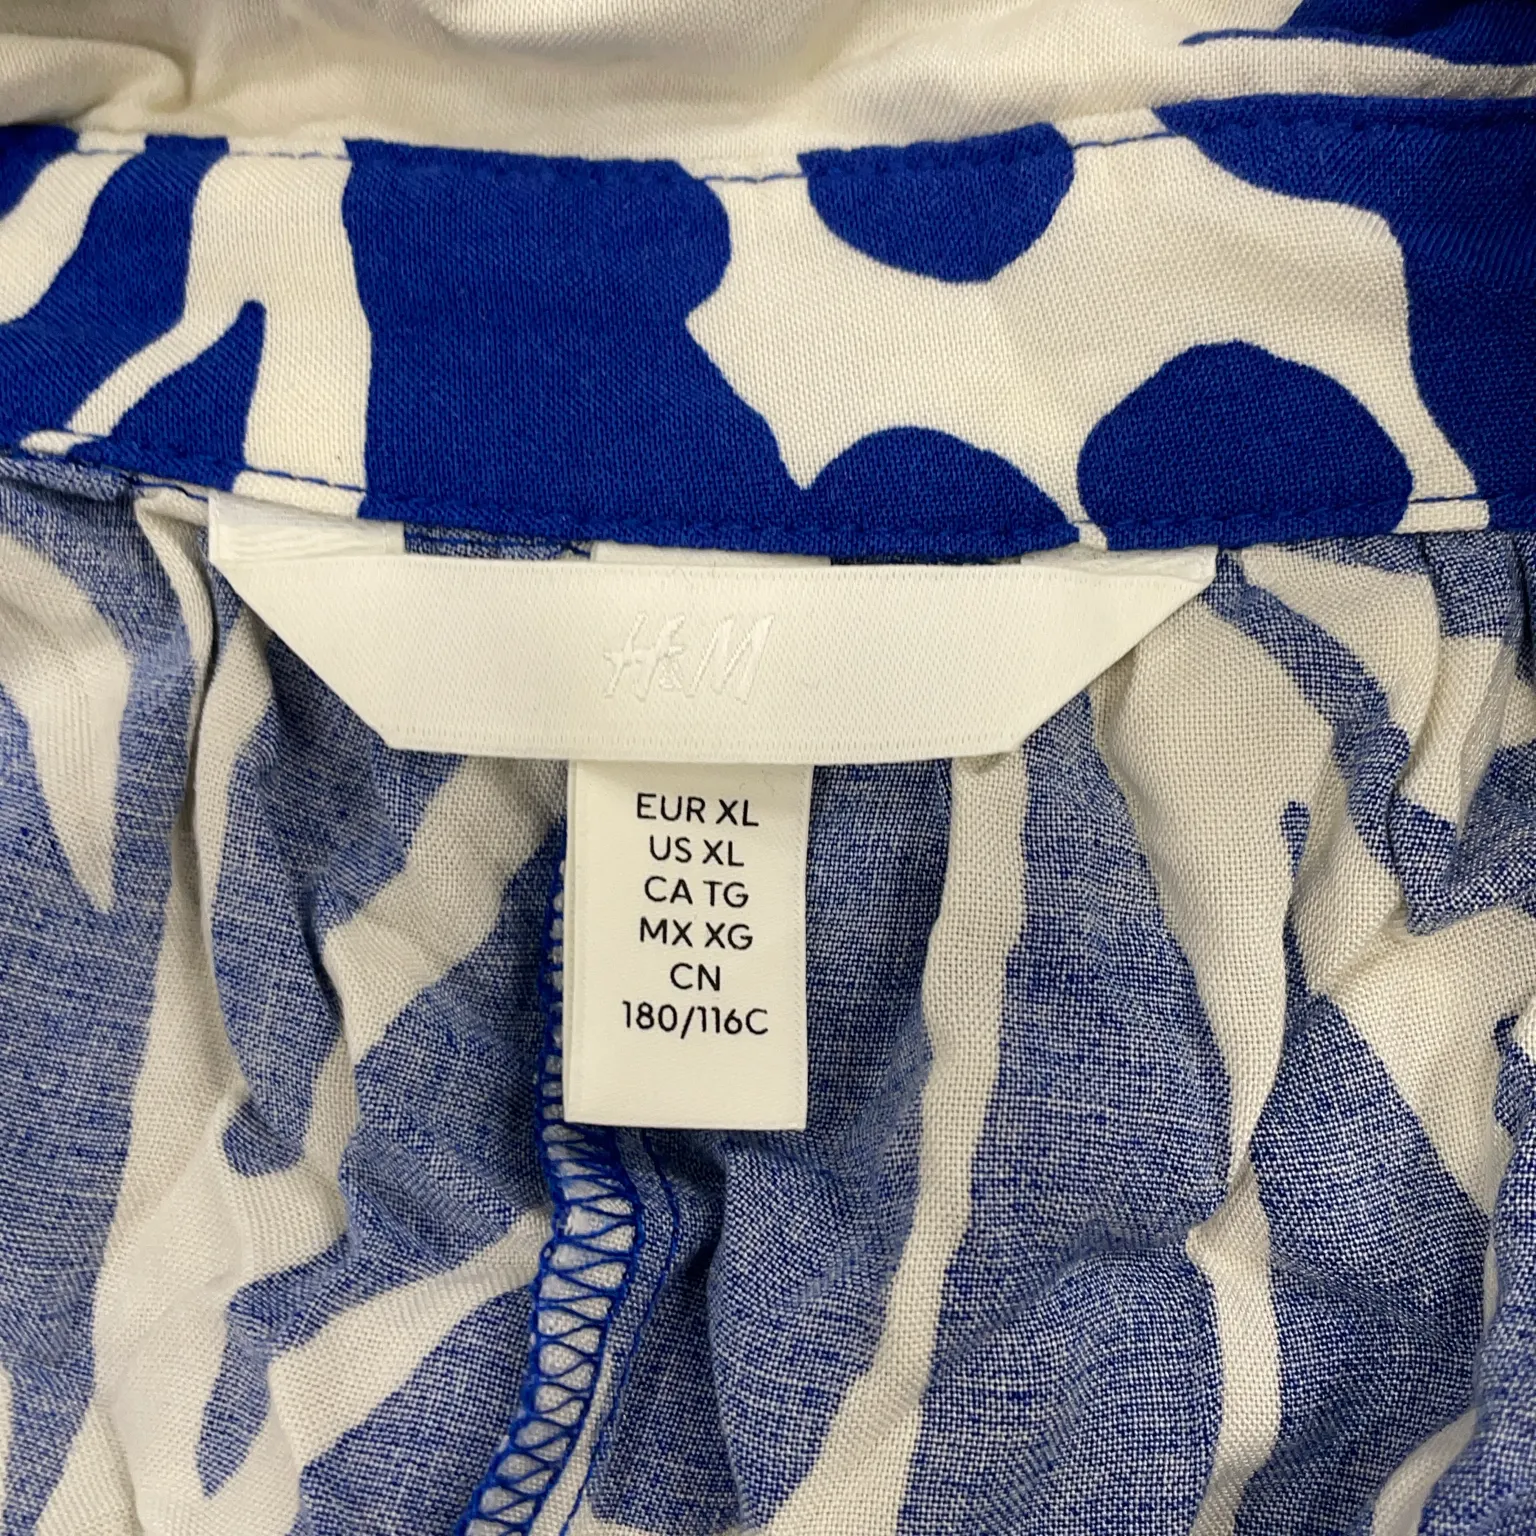 H&M
EUR XL
US XL
CA TG
MX XG
CN
180/116C